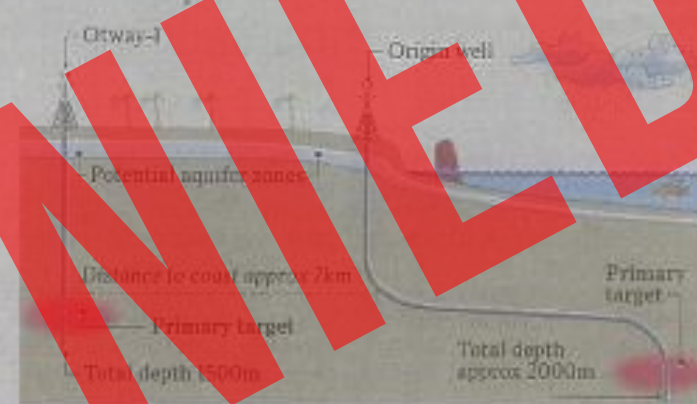 Otway-1
Origin well
Potential aquifer zones
Distance to coast approx 7km
Primary target
Total depth 1500m
Primary
target
Total depth
approx 2000m
NIED